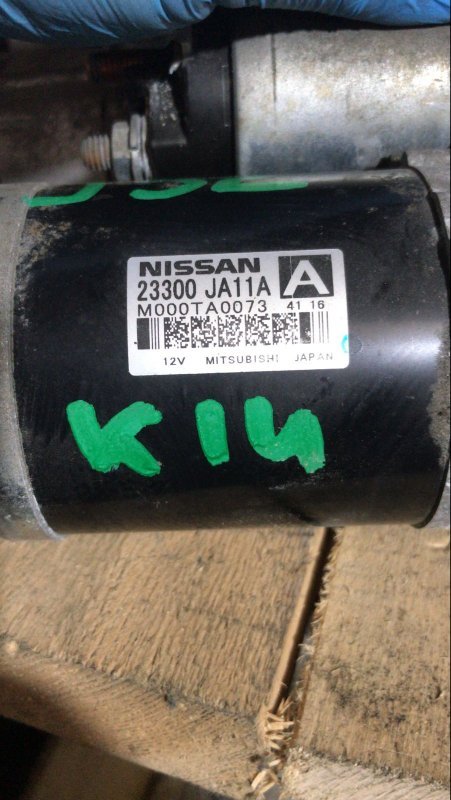 NISSAN
23300 JA11A A
M000TA0073 41 16
12V MITSUBISHI JAPAN
K14